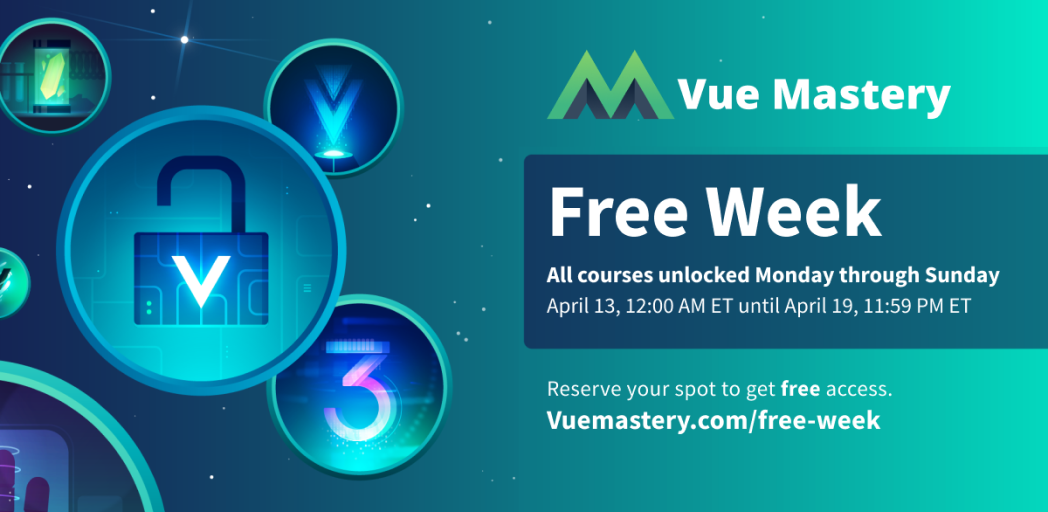 Vue Mastery
Free Week
All courses unlocked Monday through Sunday
April 13, 12:00 AM ET until April 19, 11:59 PM ET
Reserve your spot to get free access.
Vuemastery.com/free-week
V
3